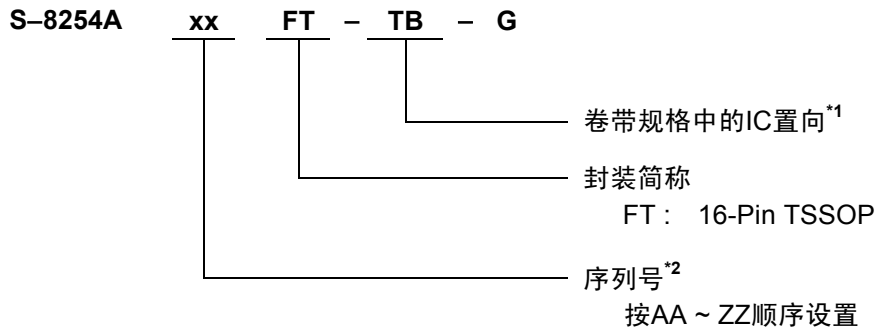 S–8254A xx FT – TB – G
卷带规格中的IC置向*1
封装简称
FT : 16-Pin TSSOP
序列号*2
按AA ~ ZZ顺序设置